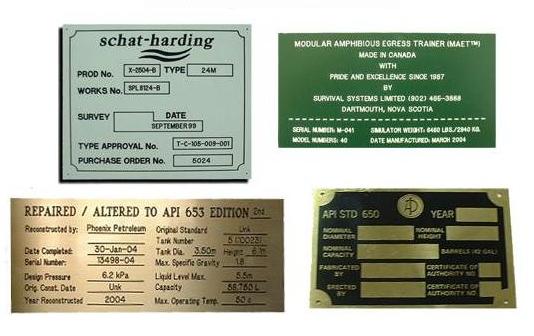 schat-harding
PROD No. X-2504-B TYPE 24M
WORKS No. SPL8124-B
SURVEY DATE
SEPTEMBER 99
TYPE APPROVAL No. T-C-105-009-001
PURCHASE ORDER No. 5024
MODULAR AMPHIBIOUS EGRESS TRAINER (MAET™)
MADE IN CANADA
WITH
PRIDE AND EXCELLENCE SINCE 1987
BY
SURVIVAL SYSTEMS LIMITED (902) 465-3888
DARTMOUTH, NOVA SCOTIA
SERIAL NUMBER: M-041 SIMULATOR WEIGHT: 6480 LBS./2940 KG.
MODEL NUMBERS: 40 DATE MANUFACTURED: MARCH 2004
REPAIRED / ALTERED TO API 653 EDITION 2nd
Reconstructed by: Phoenix Petroleum Original Standard Unk
Tank Number
Date Completed: 30-Jan-04 Tank Dia. 3.50m Height 6.1m
Serial Number: 13498-04 Max. Specific Gravity 1.8
Design Pressure 6.2 kPa Liquid Level Max. 5.5m
Orig. Const. Date Unk Capacity 58,750 L
Year Reconstructed 2004 Max. Operating Temp. 50 c
API STD 650 YEAR
NOMINAL DIAMETER NOMINAL HEIGHT
NOMINAL CAPACITY BARRELS (42 GAL)
FABRICATED BY CERTIFICATE OF AUTHORITY NO
ERECTED BY CERTIFICATE OF AUTHORITY NO